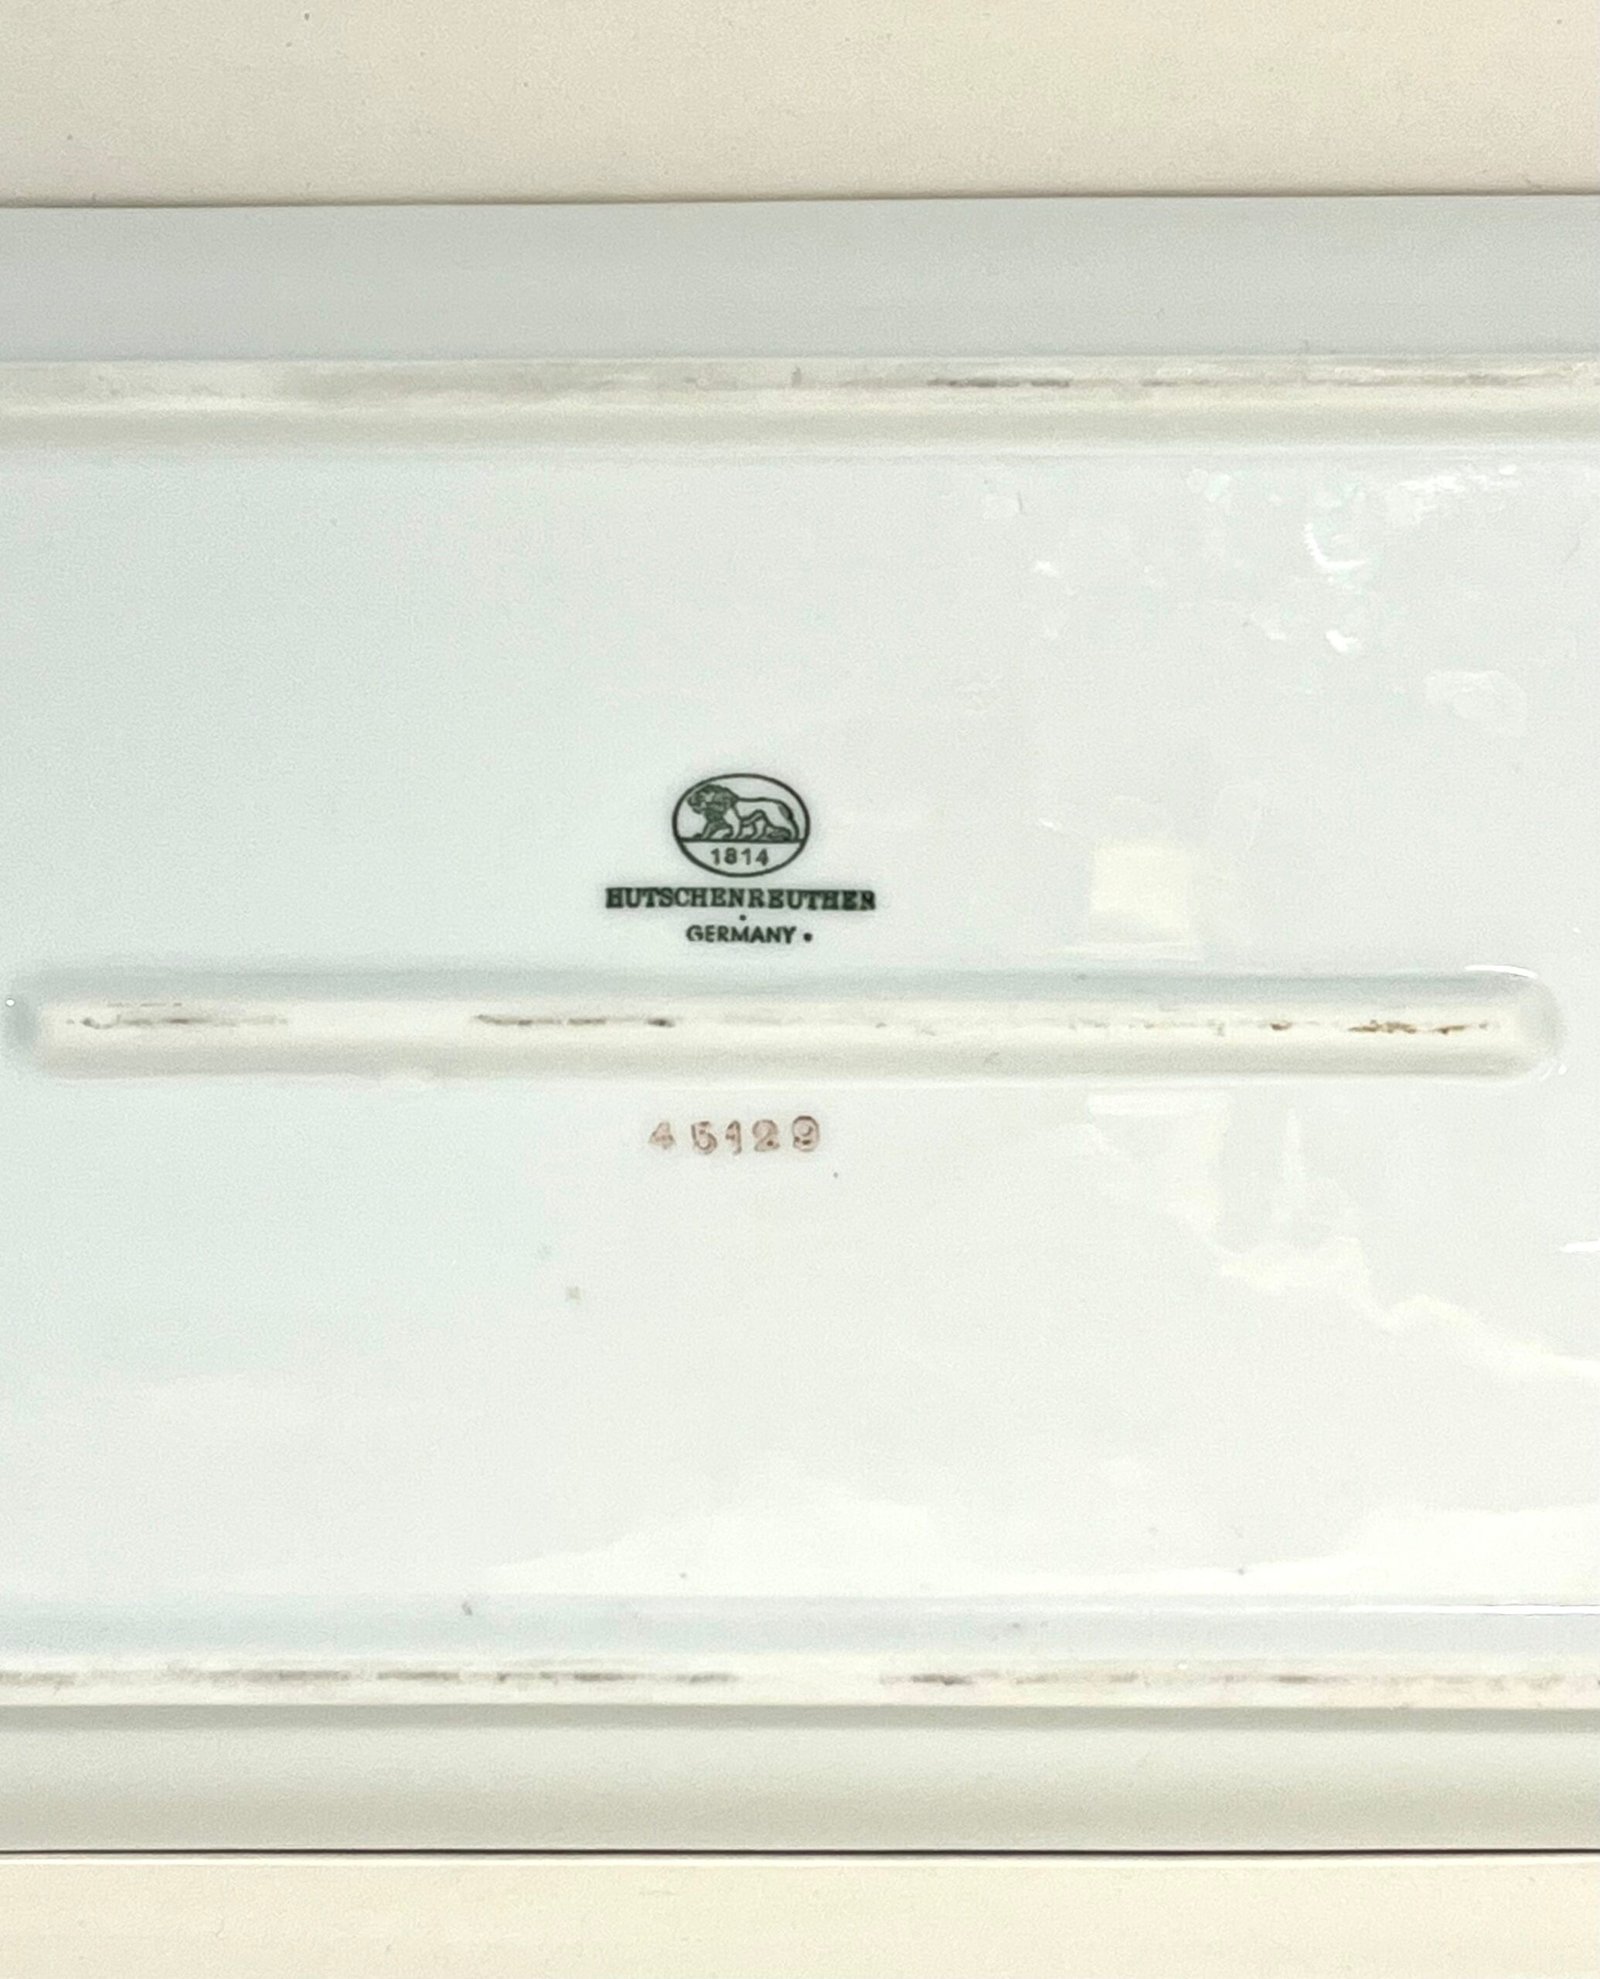 1814
HUTSCHENREUTHER
GERMANY
45129